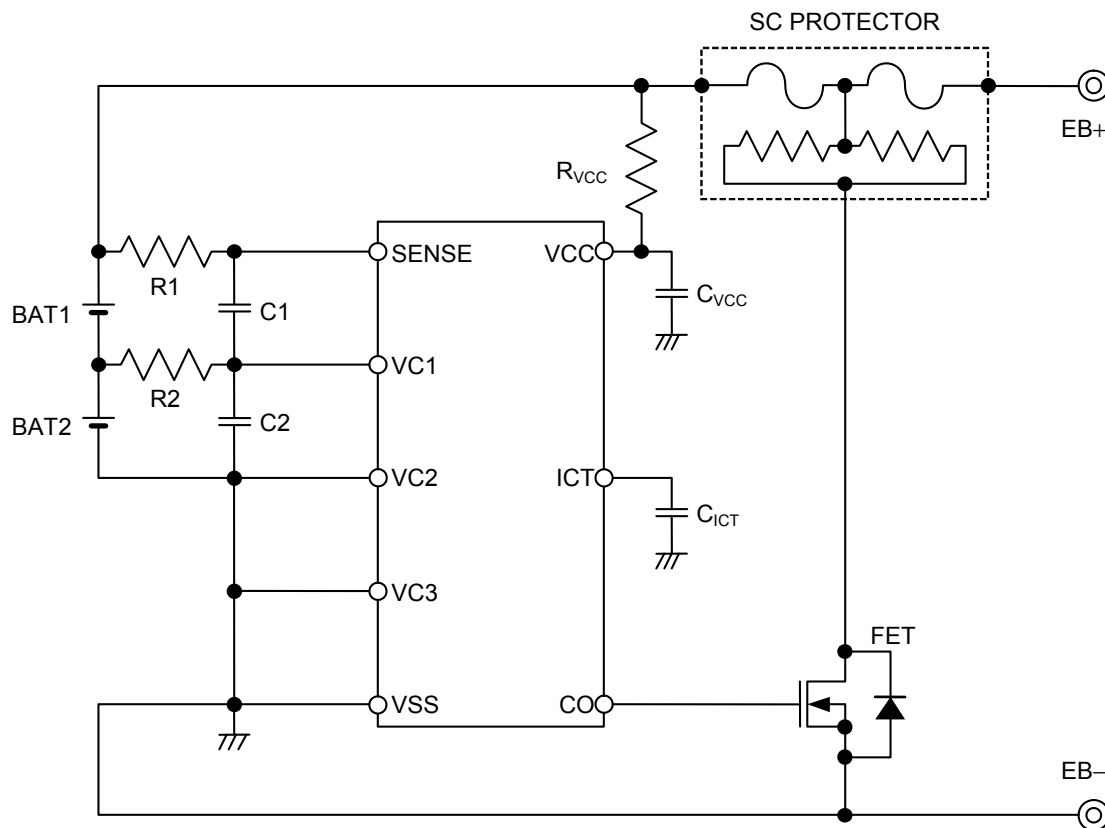 SC PROTECTOR
EB+
RVCC
SENSE
VCC
R1
CVCC
BAT1
C1
VC1
R2
BAT2
C2
VC2
ICT
CICT
VC3
FET
VSS
CO
EB−